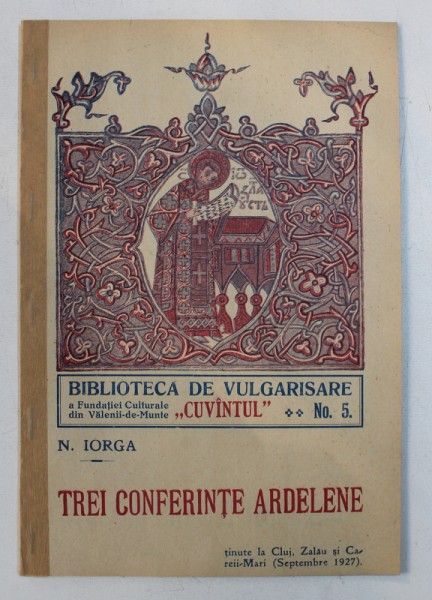 BIBLIOTECA DE VULGARISARE
a Fundației Culturale
din Vălenii-de-Munte „CUVÎNTUL” No. 5.
N. IORGA
TREI CONFERINȚE ARDELENE
ținute la Cluj, Zalău și Ca-
reii-Mari (Septembre 1927).